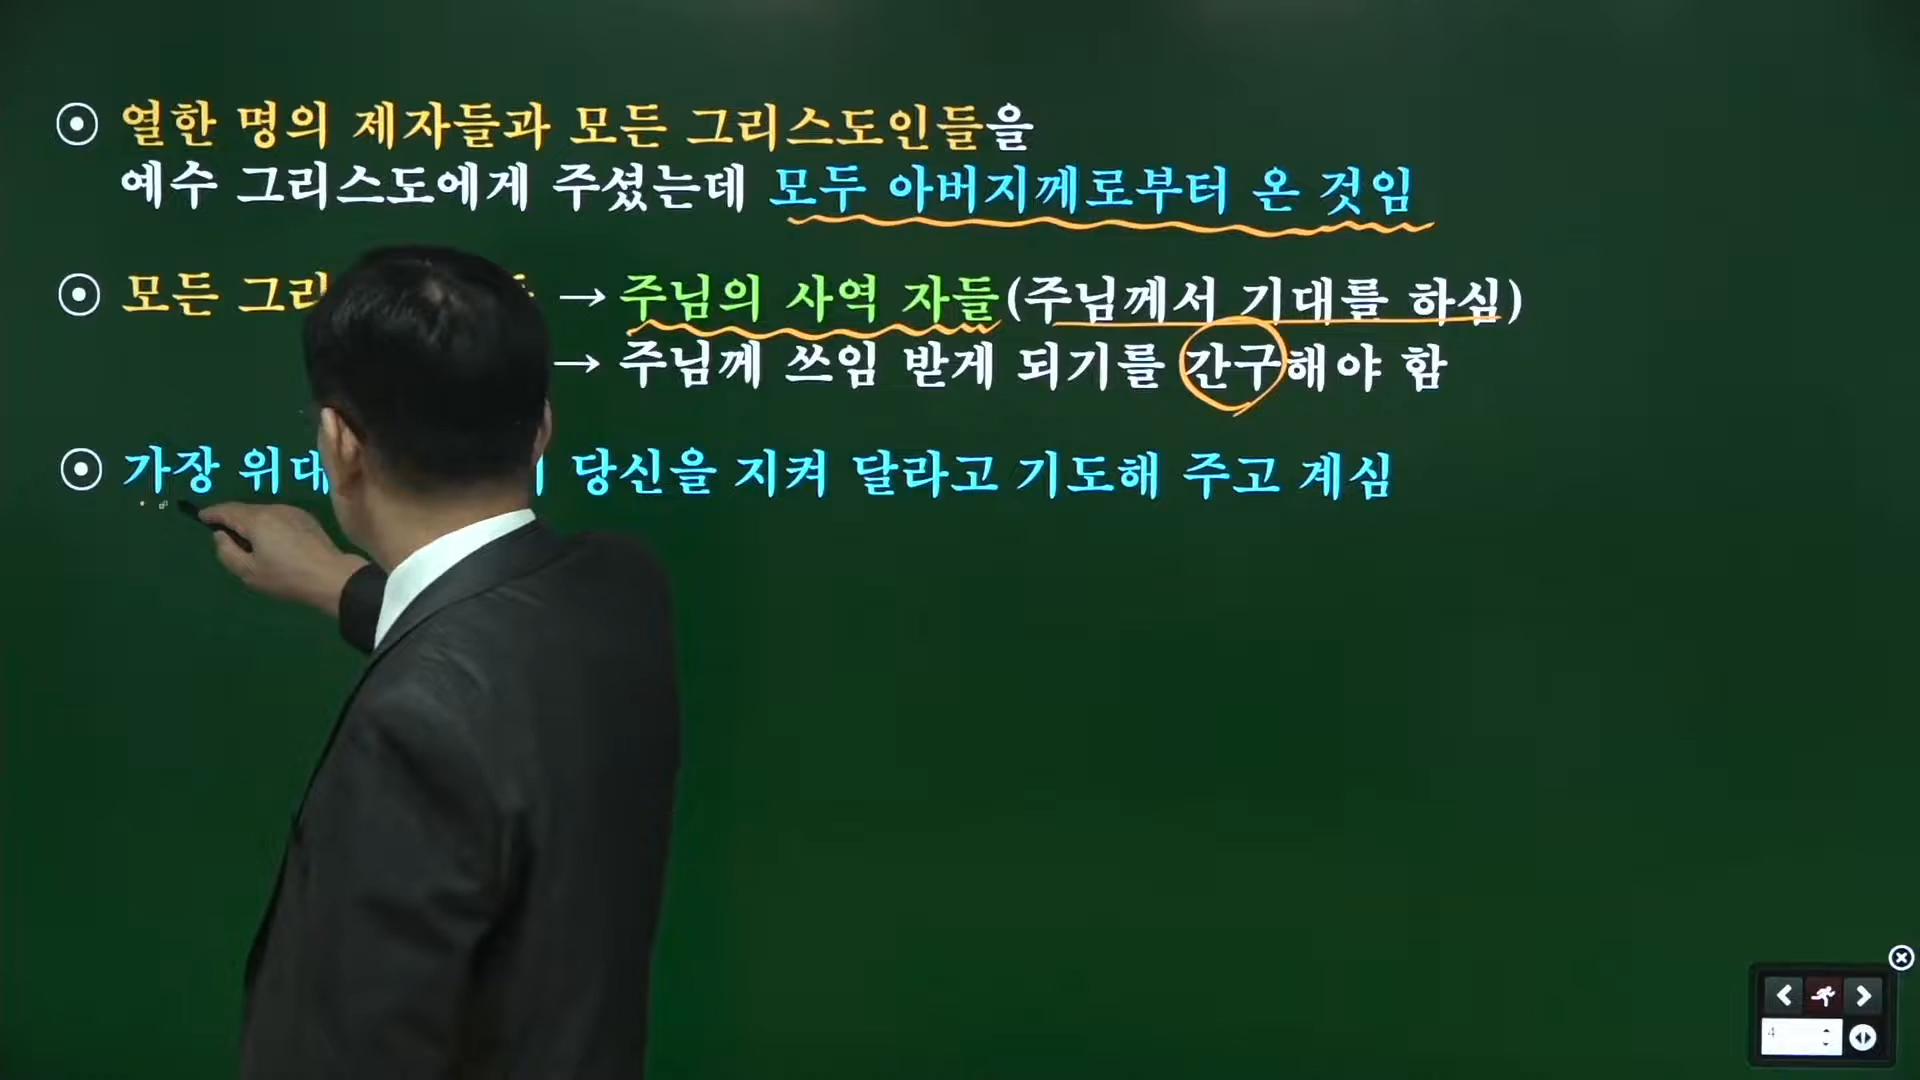 ⊙ 열한 명의 제자들과 모든 그리스도인들을
예수 그리스도에게 주셨는데 모두 아버지께로부터 온 것임
⊙ 모든 → 주님의 사역 자들(주님께서 기대를 하심)
→ 주님께 쓰임 받게 되기를 간구해야 함
⊙ 가장 당신을 지켜 달라고 기도해 주고 계심
4